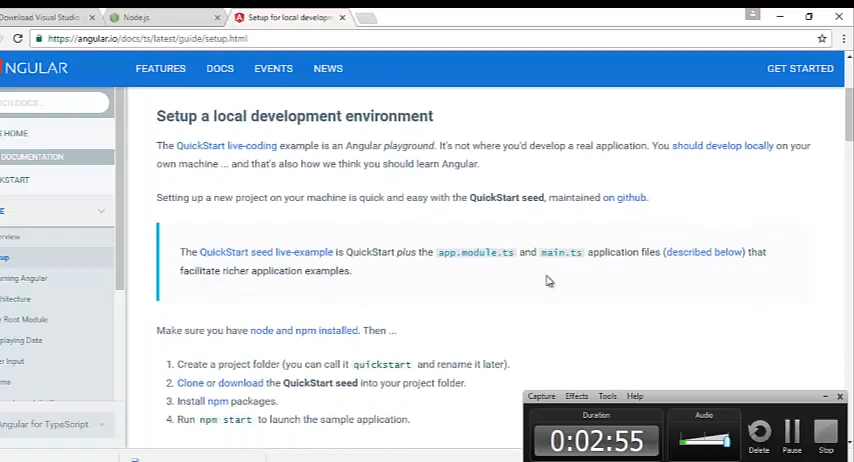 Download Visual Studio
Node.js
Setup for local developm
https://angular.io/docs/ts/latest/guide/setup.html
NGULAR
FEATURES
DOCS
EVENTS
NEWS
GET STARTED
CH DOCS...
S HOME
DOCUMENTATION
KSTART
E
rview
up
rning Angular
hitecture
e Root Module
playing Data
er Input
ms
ngular for TypeScript
Setup a local development environment
The QuickStart live-coding example is an Angular playground. It's not where you'd develop a real application. You should develop locally on your
own machine ... and that's also how we think you should learn Angular.
Setting up a new project on your machine is quick and easy with the QuickStart seed, maintained on github.
The QuickStart seed live-example is QuickStart plus the app.module.ts and main.ts application files (described below) that
facilitate richer application examples.
Make sure you have node and npm installed. Then ...
1. Create a project folder (you can call it quickstart and rename it later).
2. Clone or download the QuickStart seed into your project folder.
3. Install npm packages.
4. Run npm start to launch the sample application.
Capture Effects Tools Help
Duration
0:02:55
Audio
Delete
Pause
Stop